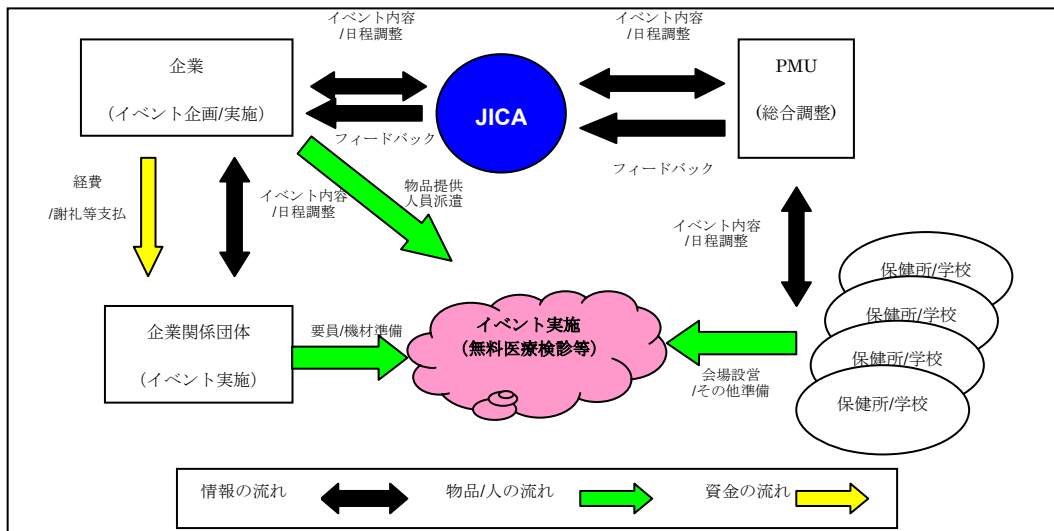 イベント内容
/日程調整
イベント内容
/日程調整
企業
(イベント企画/実施)
JICA
PMU
(総合調整)
フィードバック
フィードバック
経費
/謝礼等支払
イベント内容
/日程調整
物品提供
人員派遣
イベント内容
/日程調整
保健所/学校
保健所/学校
保健所/学校
保健所/学校
企業関係団体
(イベント実施)
要員/機材準備
イベント実施
(無料医療検診等)
会場設営
/その他準備
情報の流れ
物品/人の流れ
資金の流れ